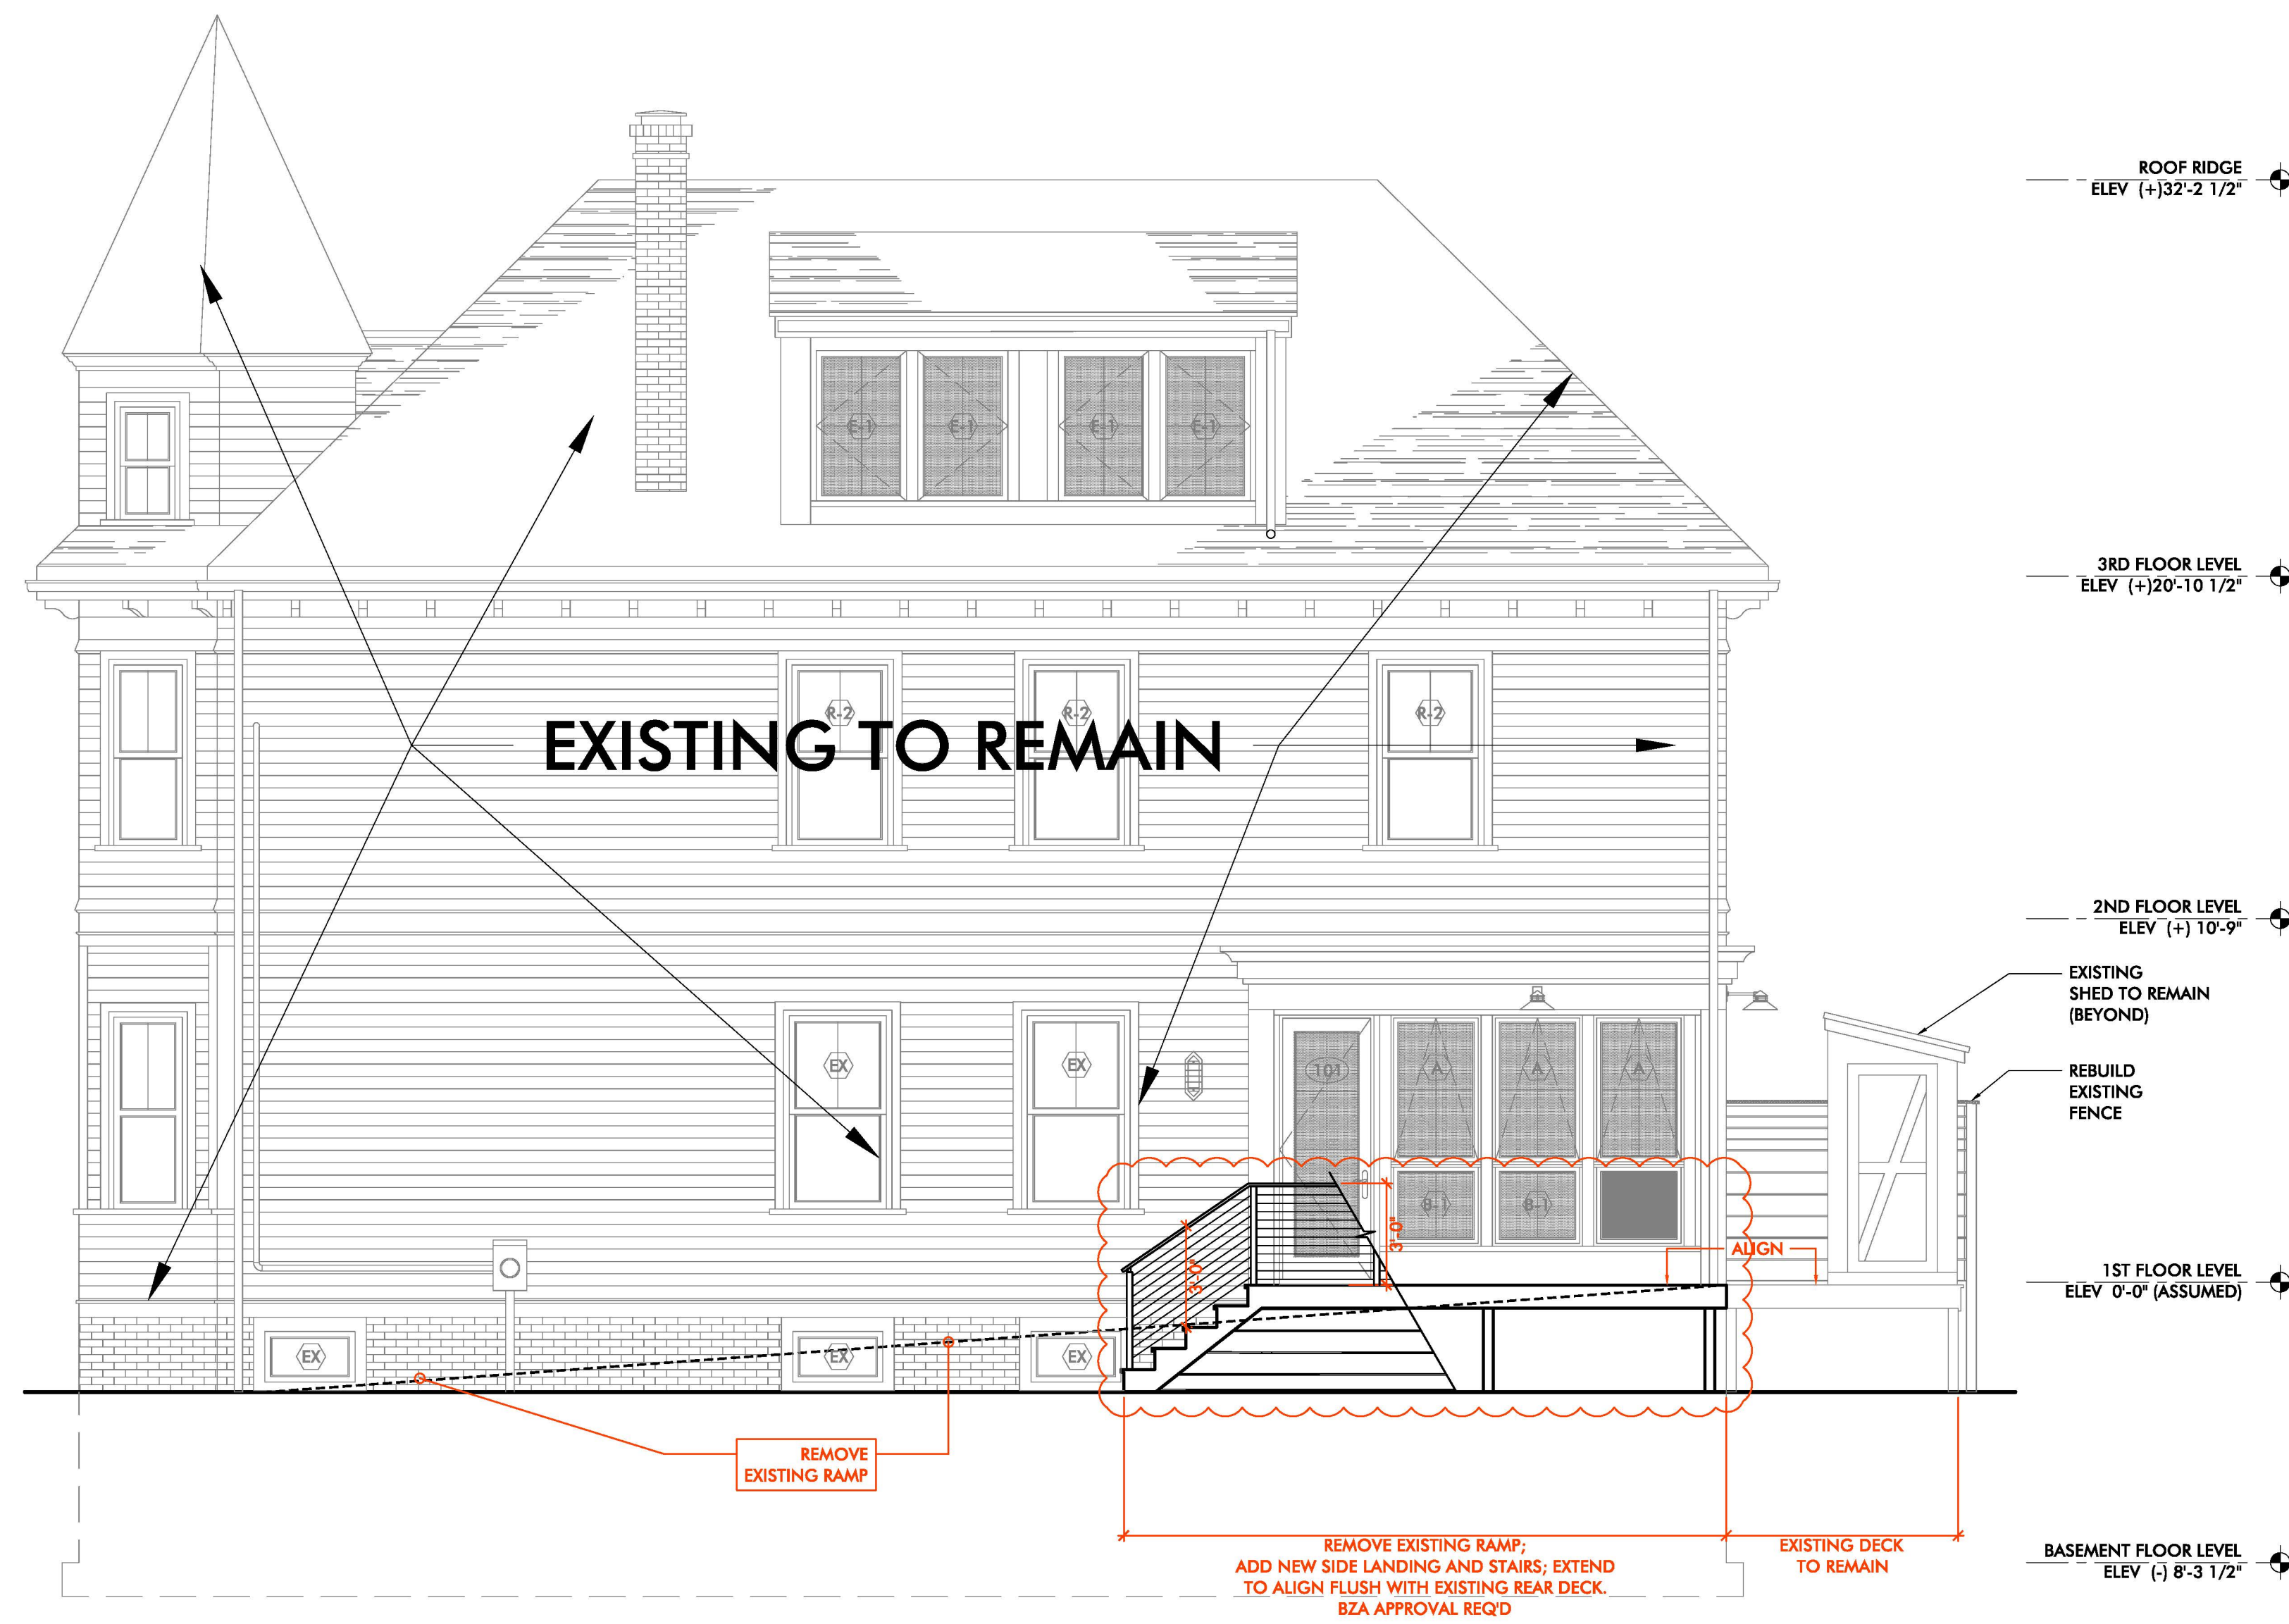 ROOF RIDGE
ELEV (+)32'-2 1/2"
E-1
E-1
E-1
E-1
3RD FLOOR LEVEL
ELEV (+)20'-10 1/2"
R-2
R-2
R-2
EXISTING TO REMAIN
2ND FLOOR LEVEL
ELEV (+) 10'-9"
EXISTING
SHED TO REMAIN
(BEYOND)
REBUILD
EXISTING
FENCE
EX
EX
101
A
A
A
B-1
B-1
3'-0"
3'-0"
ALIGN
1ST FLOOR LEVEL
ELEV 0'-0" (ASSUMED)
EX
EX
EX
REMOVE
EXISTING RAMP
REMOVE EXISTING RAMP;
ADD NEW SIDE LANDING AND STAIRS; EXTEND
TO ALIGN FLUSH WITH EXISTING REAR DECK.
BZA APPROVAL REQ'D
EXISTING DECK
TO REMAIN
BASEMENT FLOOR LEVEL
ELEV (-) 8'-3 1/2"